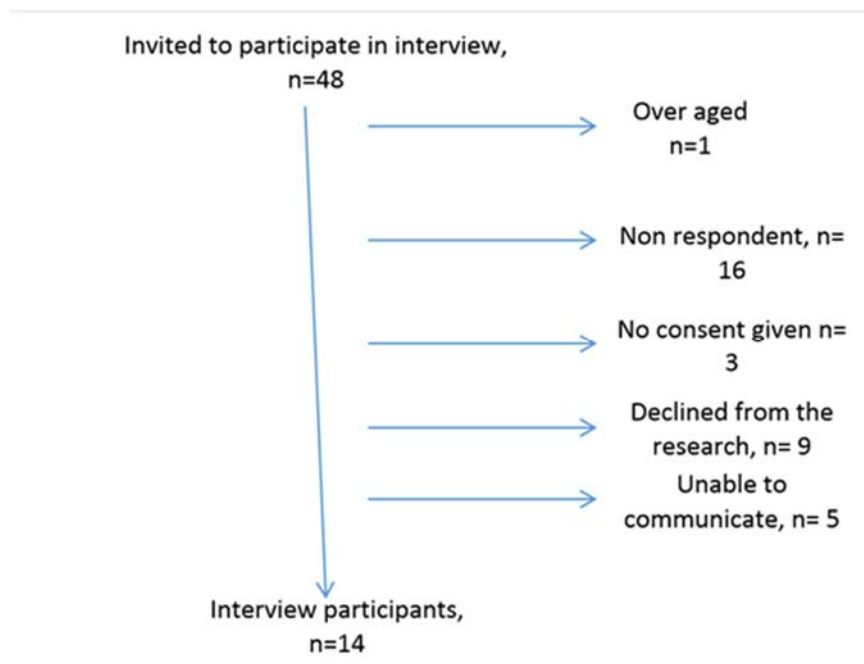 Invited to participate in interview,
n=48
Over aged
n=1
Non respondent, n=
16
No consent given n=
3
Declined from the
research, n= 9
Unable to
communicate, n= 5
Interview participants,
n=14